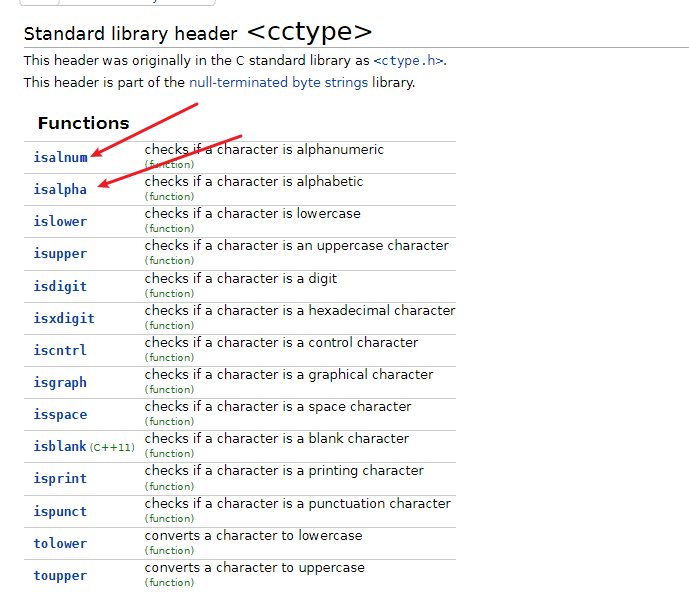 Standard library header <cctype>
This header was originally in the C standard library as <ctype.h>.
This header is part of the null-terminated byte strings library.
Functions
isalnum checks if a character is alphanumeric
(function)
isalpha checks if a character is alphabetic
(function)
islower checks if a character is lowercase
(function)
isupper checks if a character is an uppercase character
(function)
isdigit checks if a character is a digit
(function)
isxdigit checks if a character is a hexadecimal character
(function)
iscntrl checks if a character is a control character
(function)
isgraph checks if a character is a graphical character
(function)
isspace checks if a character is a space character
(function)
isblank (C++11) checks if a character is a blank character
(function)
isprint checks if a character is a printing character
(function)
ispunct checks if a character is a punctuation character
(function)
tolower converts a character to lowercase
(function)
toupper converts a character to uppercase
(function)